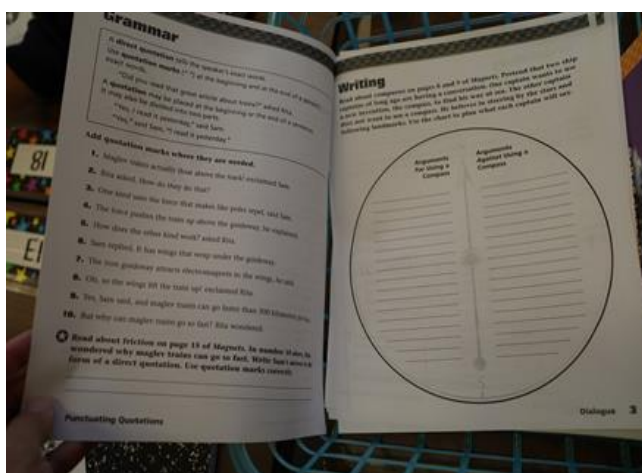 Grammar
A direct quotation tells the speaker's exact words.
Use quotation marks (" ") at the beginning and at the end of a speaker's
exact words.
"Did you read that great article about trains?" asked Rita.
A quotation may be placed at the beginning or the end of a sentence.
It may also be divided into two parts.
"Yes, I read it yesterday," said Sam.
"Yes," said Sam, "I read it yesterday."
Add quotation marks where they are needed.
1. Maglev trains actually float above the track! exclaimed Sam.
2. Rita asked, How do they do that?
3. One kind uses the force that makes like poles repel, said Sam.
4. The force pushes the train up above the guideway, he explained.
5. How does the other kind work? asked Rita.
6. Sam replied, It has wings that wrap under the guideway.
7. The iron guideway attracts electromagnets in the wings, he said.
8. Oh, so the wings lift the train up! exclaimed Rita.
9. Yes, Sam said, and maglev trains can go faster than 300 kilometers
10. But why can maglev trains go so fast? Rita wondered.
Read about friction on page 15 of Magnets. In number 10
wondered why maglev trains can go so fast. Write Sam's answer in the
form of a direct quotation. Use quotation marks correctly.
Punctuating Quotations
Writing
Read about compasses on pages 8 and 9 of Magnets. Pretend that two ship
captains of long ago are having a conversation. One captain wants to use
a new invention, the compass, to find his way at sea. The other captain
does not want to use a compass. He believes in steering by the stars and
following landmarks. Use the chart to plan what each captain will say.
Arguments
For Using a
Compass
Arguments
Against Using a
Compass
Dialogue 3
18